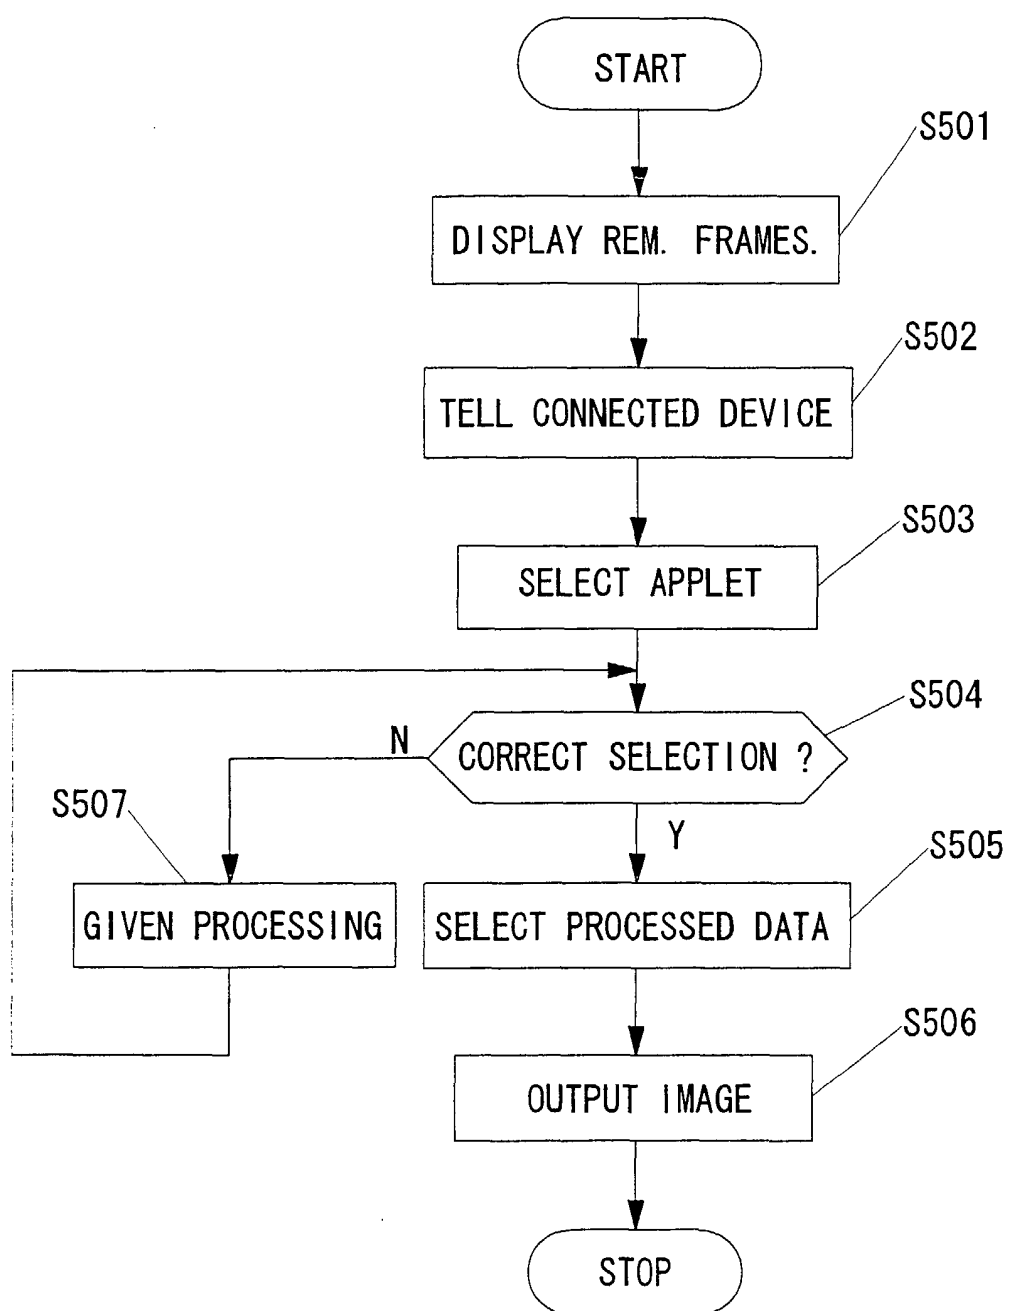 START
S501
DISPLAY REM. FRAMES.
S502
TELL CONNECTED DEVICE
S503
SELECT APPLET
S504
N
CORRECT SELECTION ?
S507
Y
S505
GIVEN PROCESSING
SELECT PROCESSED DATA
S506
OUTPUT IMAGE
STOP